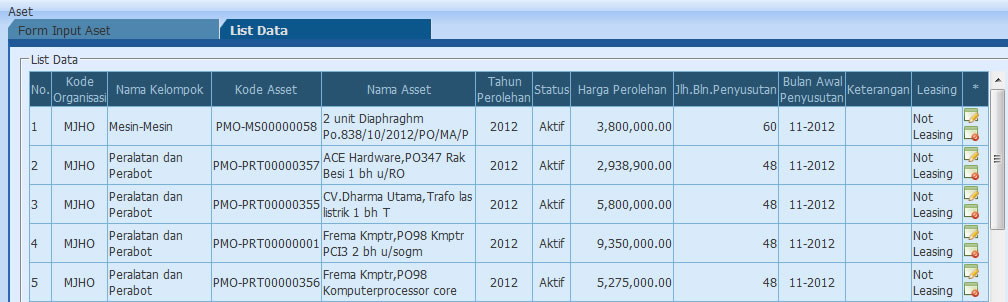 Aset
Form Input Aset List Data
List Data
No. Kode Organisasi Nama Kelompok Kode Asset Nama Asset Tahun Perolehan Status Harga Perolehan Jlh.Bln.Penyusutan Bulan Awal Penyusutan Keterangan Leasing *
1 MJHO Mesin-Mesin PMO-MS00000058 2 unit Diaphraghm Po.838/10/2012/PO/MA/P 2012 Aktif 3,800,000.00 60 11-2012 Not Leasing
2 MJHO Peralatan dan Perabot PMO-PRT00000357 ACE Hardware,PO347 Rak Besi 1 bh u/RO 2012 Aktif 2,938,900.00 48 11-2012 Not Leasing
3 MJHO Peralatan dan Perabot PMO-PRT00000355 CV.Dharma Utama,Trafo las listrik 1 bh T 2012 Aktif 5,800,000.00 48 11-2012 Not Leasing
4 MJHO Peralatan dan Perabot PMO-PRT00000001 Frema Kmptr,PO98 Kmptr PCI3 2 bh u/sogm 2012 Aktif 9,350,000.00 48 11-2012 Not Leasing
5 MJHO Peralatan dan Perabot PMO-PRT00000356 Frema Kmptr,PO98 Komputerprocessor core 2012 Aktif 5,275,000.00 48 11-2012 Not Leasing